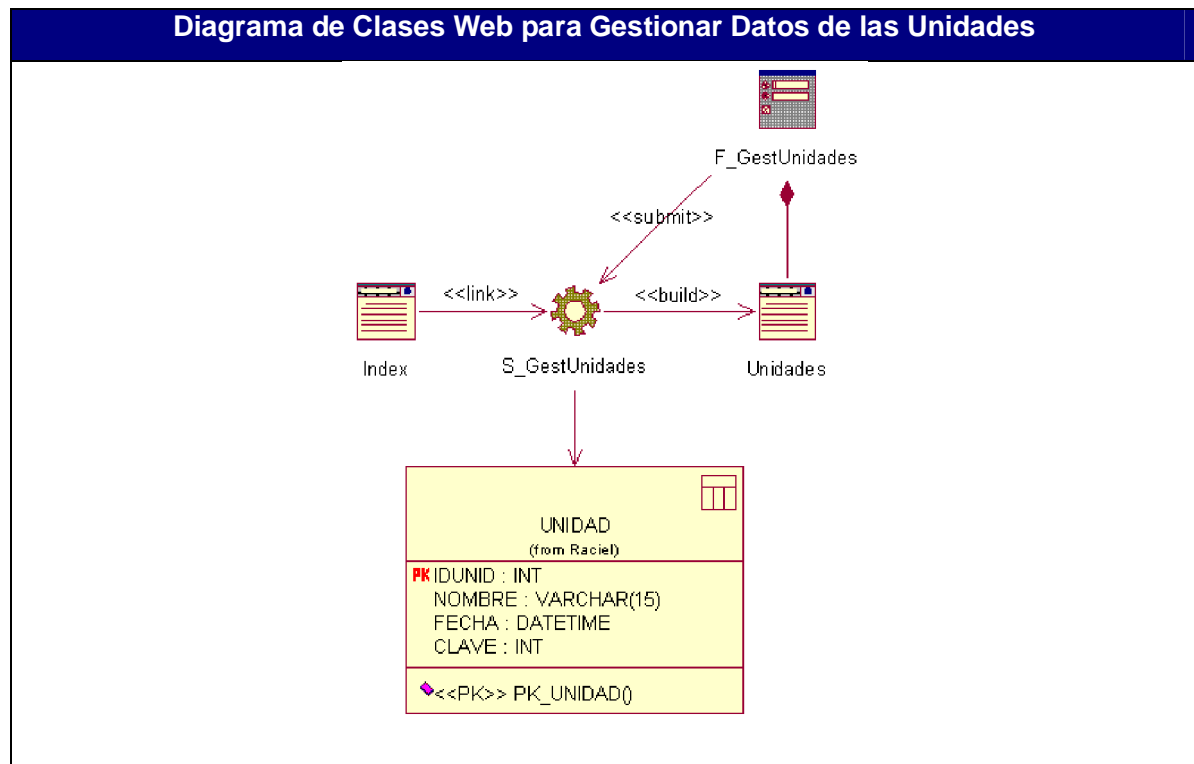 Diagrama de Clases Web para Gestionar Datos de las Unidades
F_GestUnidades
<<submit>>
<<link>>
<<build>>
Index
S_GestUnidades
Unidades
UNIDAD
(from Raciel)
PK IDUNID : INT
NOMBRE : VARCHAR(15)
FECHA : DATETIME
CLAVE : INT
<<PK>> PK_UNIDAD()